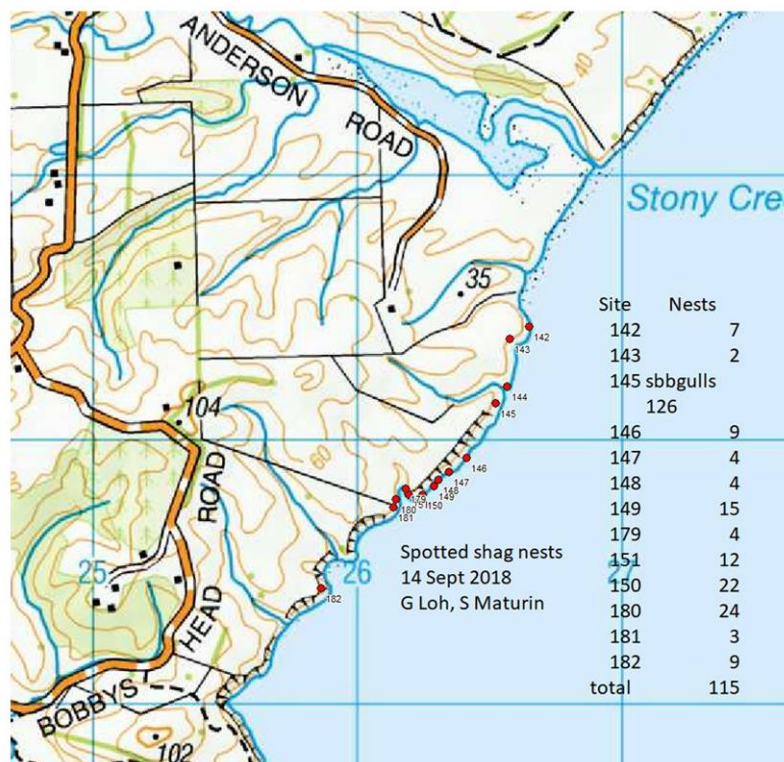 ANDERSON
ROAD
40
Stony Cre
35
Site Nests
142 7
143 2
145 sbbgulls
126
146 9
147 4
148 4
149 15
179 4
151 12
150 22
180 24
181 3
182 9
total 115
142
143
144
145
104
60
146
147
148
149
150
151
179
180
181
182
Spotted shag nests
14 Sept 2018
G Loh, S Maturin
25
26
27
BOBBYS
HEAD
ROAD
102